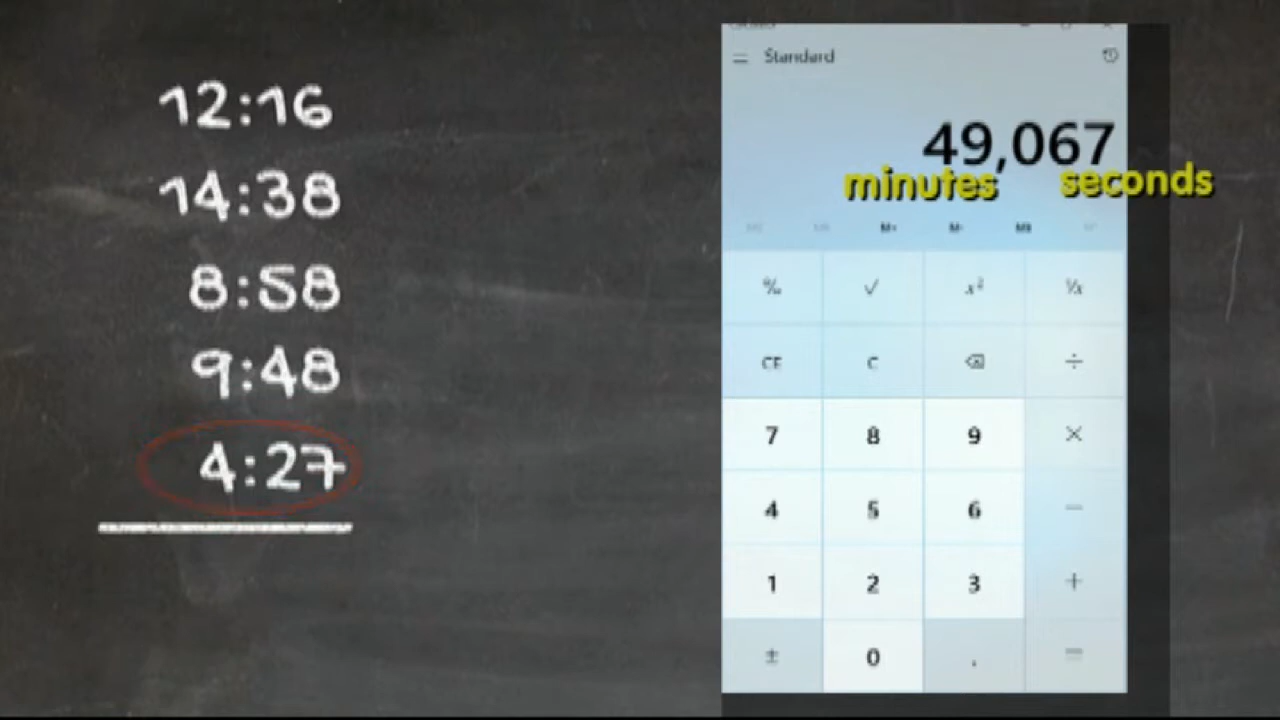 12:16
14:38
8:58
9:48
4:27
Standard
49,067
minutes seconds
M+ M- MS
% √ x² ¹/x
CE C ⌫ ÷
7 8 9 ×
4 5 6 −
1 2 3 +
± 0 . =